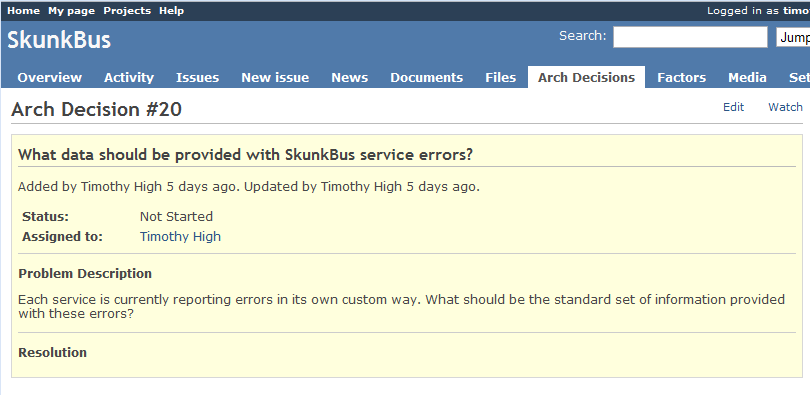 Home My page Projects Help Logged in as timo
SkunkBus Search: Jump
Overview Activity Issues New issue News Documents Files Arch Decisions Factors Media Set
Arch Decision #20 Edit Watch
What data should be provided with SkunkBus service errors?
Added by Timothy High 5 days ago. Updated by Timothy High 5 days ago.
Status: Not Started
Assigned to: Timothy High
Problem Description
Each service is currently reporting errors in its own custom way. What should be the standard set of information provided
with these errors?
Resolution